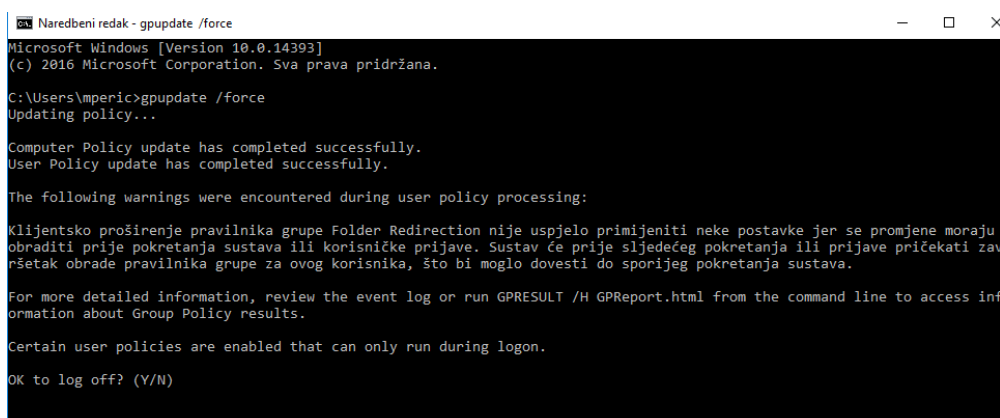 Naredbeni redak - gpupdate /force
Microsoft Windows [Version 10.0.14393]
(c) 2016 Microsoft Corporation. Sva prava pridržana.
C:\Users\mperic>gpupdate /force
Updating policy...
Computer Policy update has completed successfully.
User Policy update has completed successfully.
The following warnings were encountered during user policy processing:
Klijentsko proširenje pravilnika grupe Folder Redirection nije uspjelo primijeniti neke postavke jer se promjene moraju
obraditi prije pokretanja sustava ili korisničke prijave. Sustav će prije sljedećeg pokretanja ili prijave pričekati zav
ršetak obrade pravilnika grupe za ovog korisnika, što bi moglo dovesti do sporijeg pokretanja sustava.
For more detailed information, review the event log or run GPRESULT /H GPReport.html from the command line to access inf
ormation about Group Policy results.
Certain user policies are enabled that can only run during logon.
OK to log off? (Y/N)